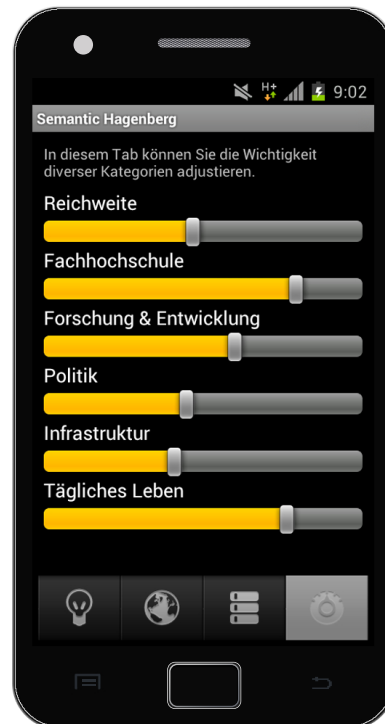 H+ 9:02
Semantic Hagenberg
In diesem Tab können Sie die Wichtigkeit
diverser Kategorien adjustieren.
Reichweite
Fachhochschule
Forschung & Entwicklung
Politik
Infrastruktur
Tägliches Leben